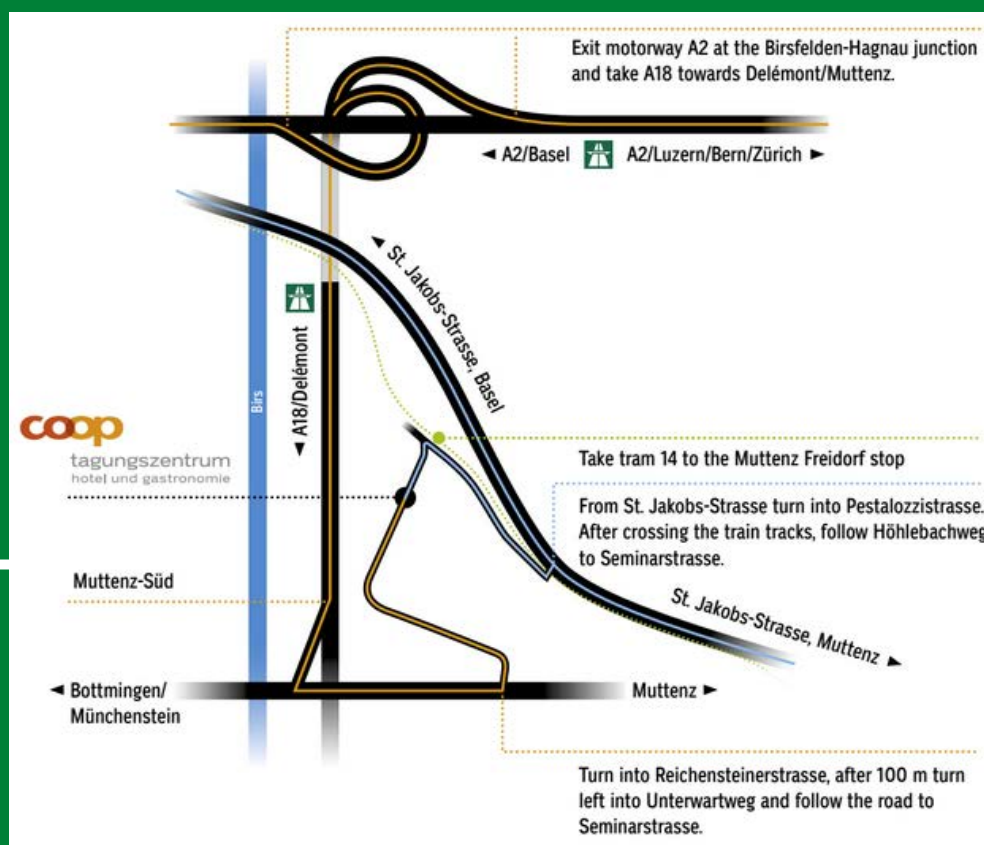 Exit motorway A2 at the Birsfelden-Hagnau junction
and take A18 towards Delémont/Muttenz.
◄ A2/Basel
A2/Luzern/Bern/Zürich ►
◄ St. Jakobs-Strasse, Basel
◄ A18/Delémont
Birs
coop
tagungszentrum
hotel und gastronomie
Take tram 14 to the Muttenz Freidorf stop
From St. Jakobs-Strasse turn into Pestalozzistrasse.
After crossing the train tracks, follow Höhlebachweg
to Seminarstrasse.
Muttenz-Süd
St. Jakobs-Strasse, Muttenz ►
◄ Bottmingen/
Münchenstein
Muttenz ►
Turn into Reichensteinerstrasse, after 100 m turn
left into Unterwartweg and follow the road to
Seminarstrasse.